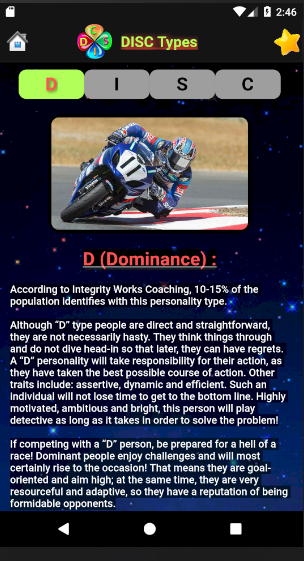 2:46
D C S I
DISC Types
D I S C
11
D (Dominance) :
According to Integrity Works Coaching, 10-15% of the
population identifies with this personality type.
Although “D” type people are direct and straightforward,
they are not necessarily hasty. They think things through
and do not dive head-in so that later, they can have regrets.
A “D” personality will take responsibility for their action, as
they have taken the best possible course of action. Other
traits include: assertive, dynamic and efficient. Such an
individual will not lose time to get to the bottom line. Highly
motivated, ambitious and bright, this person will play
detective as long as it takes in order to solve the problem!
If competing with a “D” person, be prepared for a hell of a
race! Dominant people enjoy challenges and will most
certainly rise to the occasion! That means they are goal-
oriented and aim high; at the same time, they are very
resourceful and adaptive, so they have a reputation of being
formidable opponents.